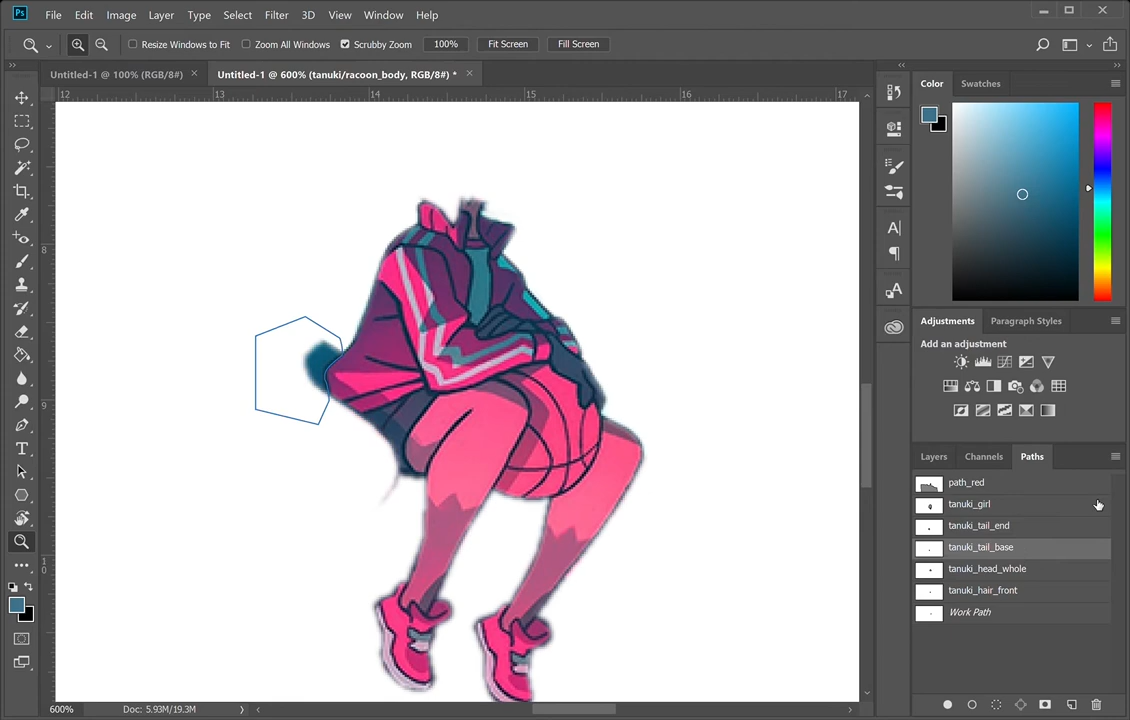 Ps File Edit Image Layer Type Select Filter 3D View Window Help
Resize Windows to Fit Zoom All Windows Scrubby Zoom 100% Fit Screen Fill Screen
Untitled-1 @ 100% (RGB/8#) × Untitled-1 @ 600% (tanuki/racoon_body, RGB/8#) * ×
12 13 14 15 16 17
8
9
10
Color Swatches
Adjustments Paragraph Styles
Add an adjustment
Layers Channels Paths
path_red
tanuki_girl
tanuki_tail_end
tanuki_tail_base
tanuki_head_whole
tanuki_hair_front
Work Path
600% Doc: 5.93M/19.3M